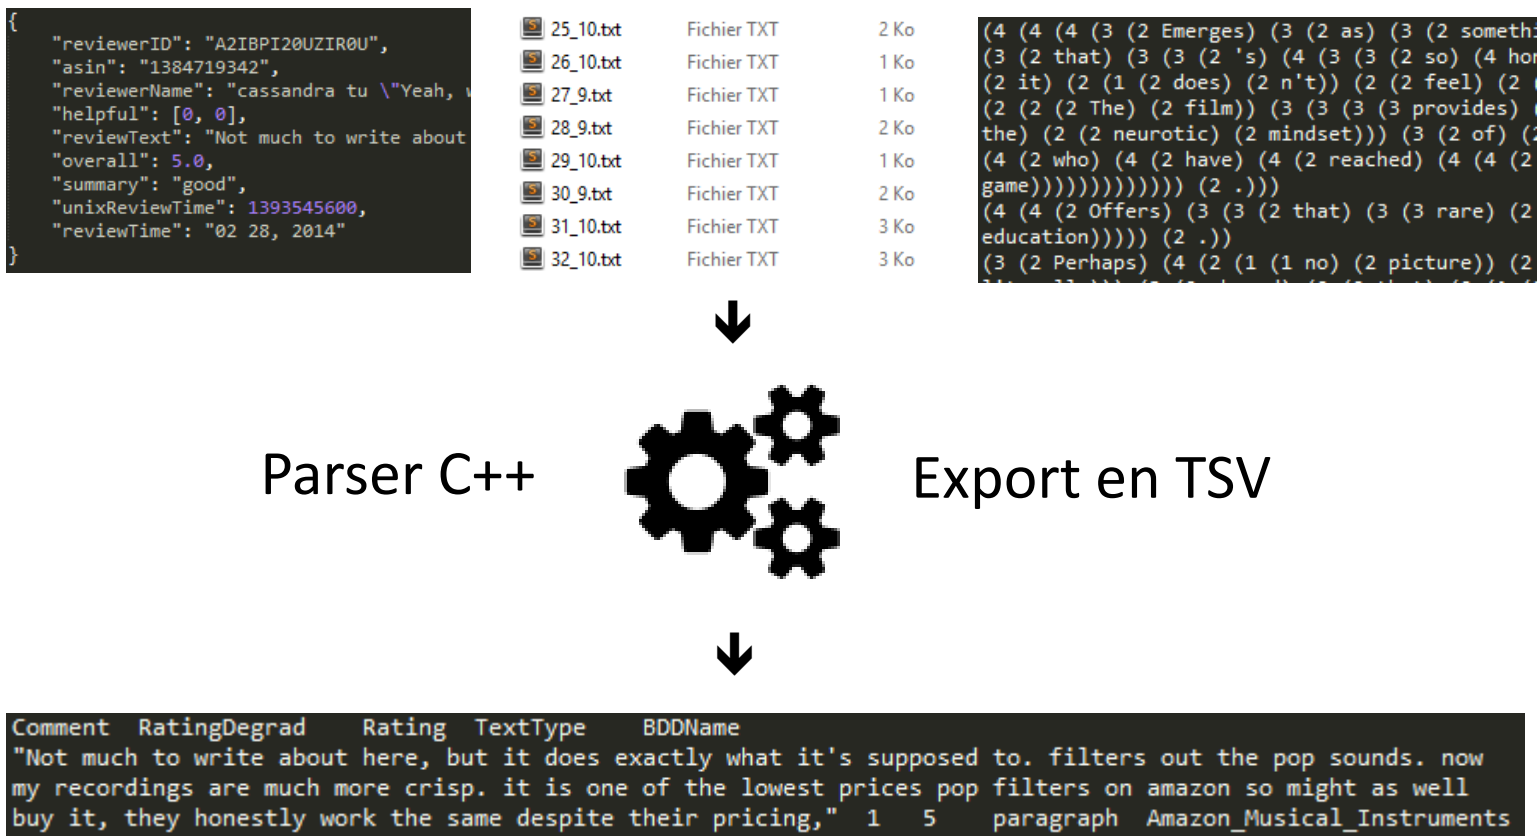 {
"reviewerID": "A2IBPI20UZIR0U",
"asin": "1384719342",
"reviewerName": "cassandra tu \"Yeah,
"helpful": [0, 0],
"reviewText": "Not much to write about
"overall": 5.0,
"summary": "good",
"unixReviewTime": 1393545600,
"reviewTime": "02 28, 2014"
}
25_10.txt Fichier TXT 2 Ko
26_10.txt Fichier TXT 1 Ko
27_9.txt Fichier TXT 1 Ko
28_9.txt Fichier TXT 2 Ko
29_10.txt Fichier TXT 1 Ko
30_9.txt Fichier TXT 2 Ko
31_10.txt Fichier TXT 3 Ko
32_10.txt Fichier TXT 3 Ko
(4 (4 (4 (3 (2 Emerges) (3 (2 as) (3 (2
(3 (2 that) (3 (3 (2 's) (4 (3 (3 (2 so) (4
(2 it) (2 (1 (2 does) (2 n't)) (2 (2 feel) (2
(2 (2 (2 The) (2 film)) (3 (3 (3 (3 provides) (
the) (2 (2 neurotic) (2 mindset))) (3 (2 of) (2
(4 (2 who) (4 (2 have) (4 (2 reached) (4 (4 (2
game))))))))))))) (2 .)))
(4 (4 (2 Offers) (3 (3 (2 that) (3 (3 rare) (2
education))))) (2 .))
(3 (2 Perhaps) (4 (2 (1 (1 no) (2 picture)) (2
Parser C++
Export en TSV
Comment RatingDegrad Rating TextType BDDName
"Not much to write about here, but it does exactly what it's supposed to. filters out the pop sounds. now
my recordings are much more crisp. it is one of the lowest prices pop filters on amazon so might as well
buy it, they honestly work the same despite their pricing," 1 5 paragraph Amazon_Musical_Instruments